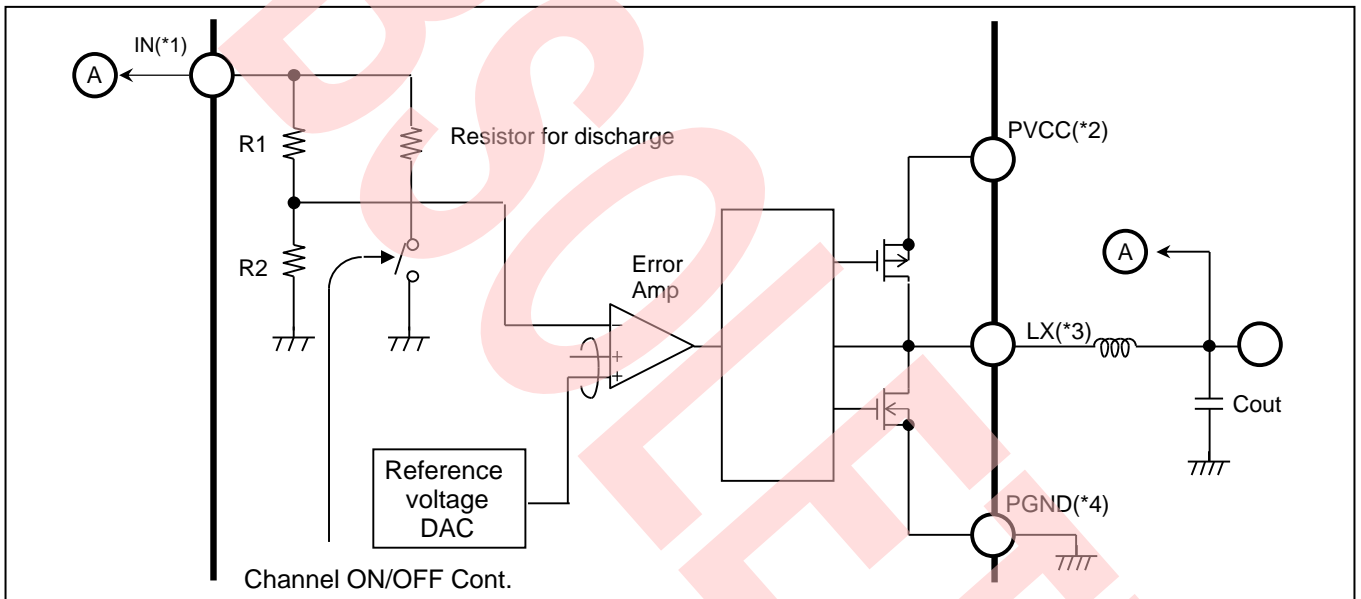 IN(*1)
A
R1
Resistor for discharge
PVCC(*2)
R2
Error
Amp
A
−
+
+
LX(*3)
Cout
Reference
voltage
DAC
PGND(*4)
Channel ON/OFF Cont.
BSOLET